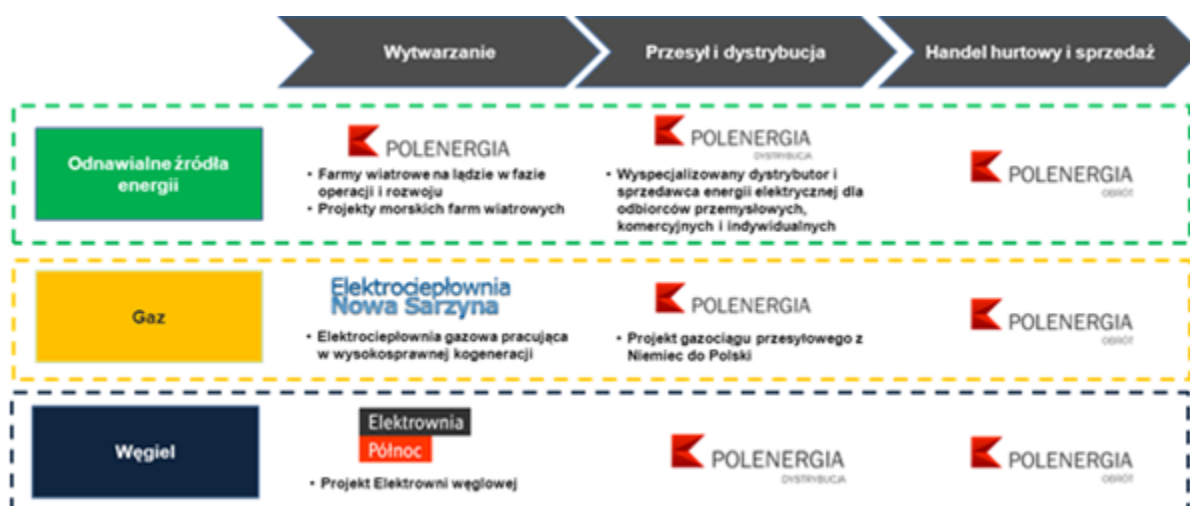 Wytwarzanie
Przesył i dystrybucja
Handel hurtowy i sprzedaż
Odnawialne źródła
energii
POLENERGIA
• Farmy wiatrowe na lądzie w fazie
operacji i rozwoju
• Projekty morskich farm wiatrowych
POLENERGIA
DYSTRYBUCJA
• Wyspecjalizowany dystrybutor i
sprzedawca energii elektrycznej dla
odbiorców przemysłowych,
komercyjnych i indywidualnych
POLENERGIA
OBRÓT
Gaz
Elektrociepłownia
Nowa Sarzyna
• Elektrociepłownia gazowa pracująca
w wysokosprawnej kogeneracji
POLENERGIA
• Projekt gazociągu przesyłowego z
Niemiec do Polski
POLENERGIA
OBRÓT
Węgiel
Elektrownia
Północ
• Projekt Elektrowni węglowej
POLENERGIA
DYSTRYBUCJA
POLENERGIA
OBRÓT